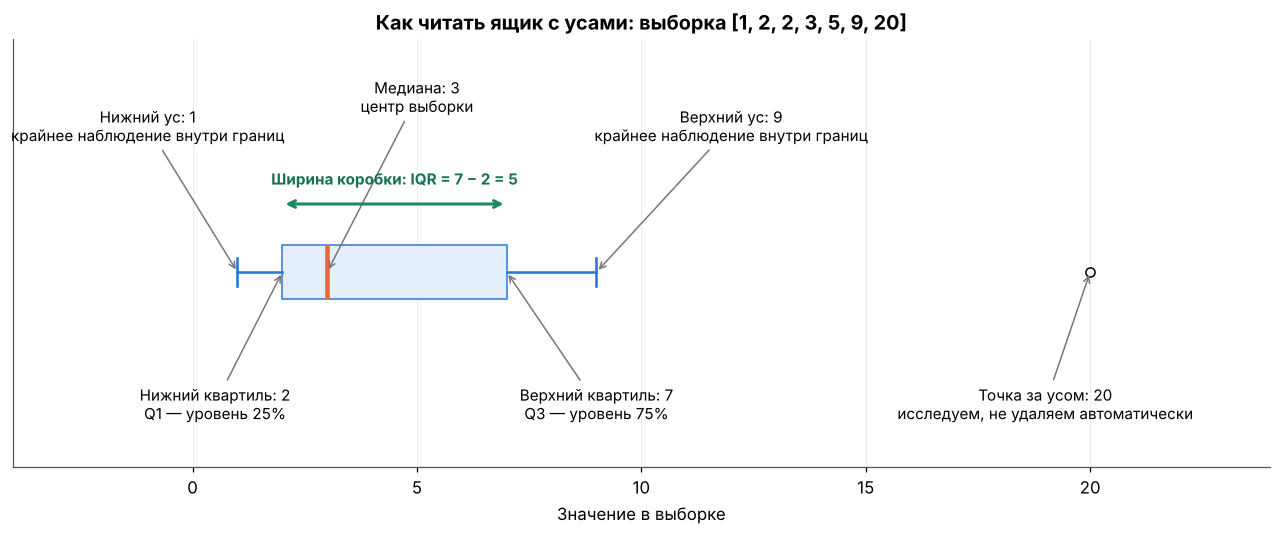 Как читать ящик с усами: выборка [1, 2, 2, 3, 5, 9, 20]
Медиана: 3
центр выборки
Нижний ус: 1
крайнее наблюдение внутри границ
Верхний ус: 9
крайнее наблюдение внутри границ
Ширина коробки: IQR = 7 − 2 = 5
Нижний квартиль: 2
Q1 — уровень 25%
Верхний квартиль: 7
Q3 — уровень 75%
Точка за усом: 20
исследуем, не удаляем автоматически
0 5 10 15 20
Значение в выборке